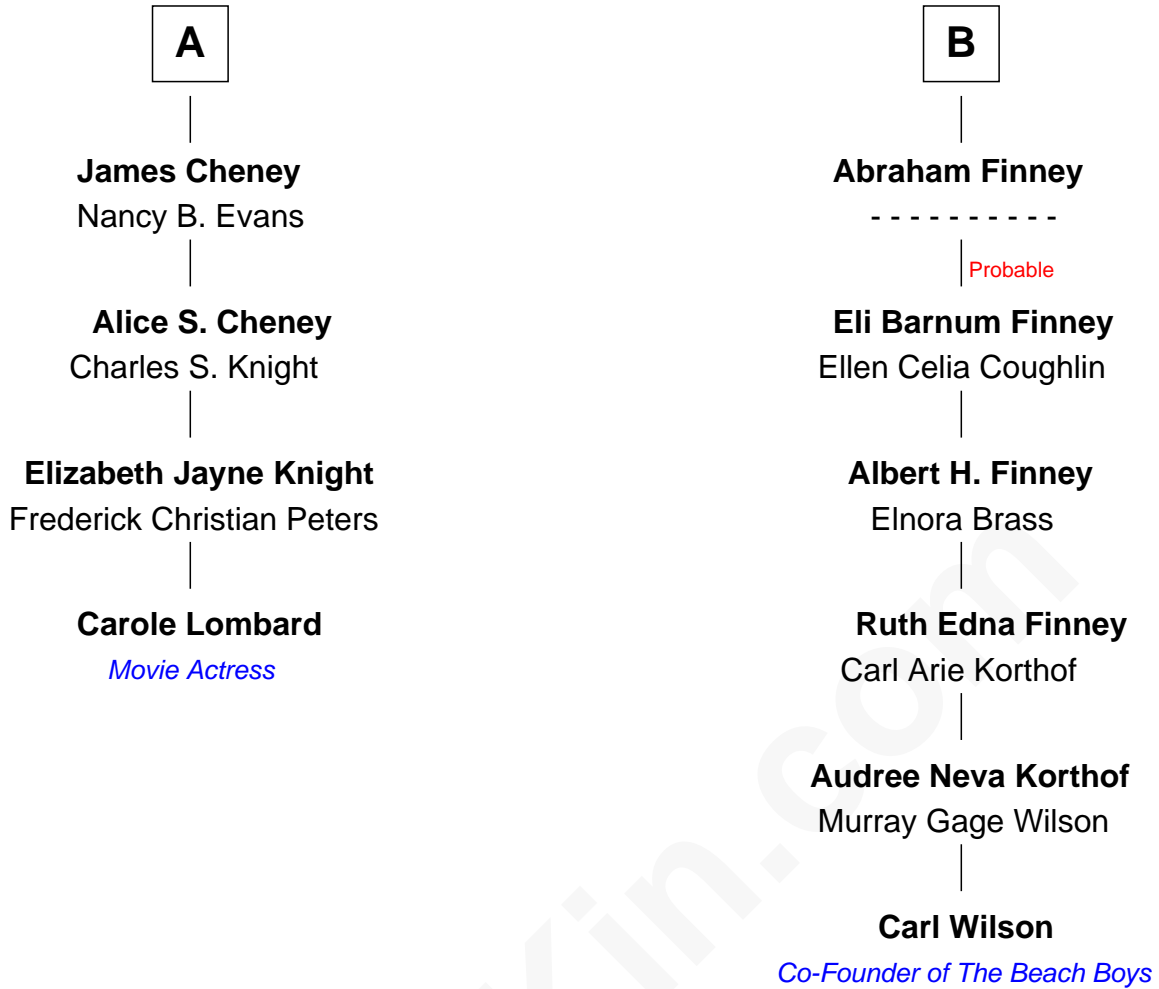 A
James Cheney
Nancy B. Evans
Alice S. Cheney
Charles S. Knight
Elizabeth Jayne Knight
Frederick Christian Peters
Carole Lombard
Movie Actress
B
Abraham Finney
- - - - - - - - - -
Probable
Eli Barnum Finney
Ellen Celia Coughlin
Albert H. Finney
Elnora Brass
Ruth Edna Finney
Carl Arie Korthof
Audree Neva Korthof
Murray Gage Wilson
Carl Wilson
Co-Founder of The Beach Boys
Kin.com